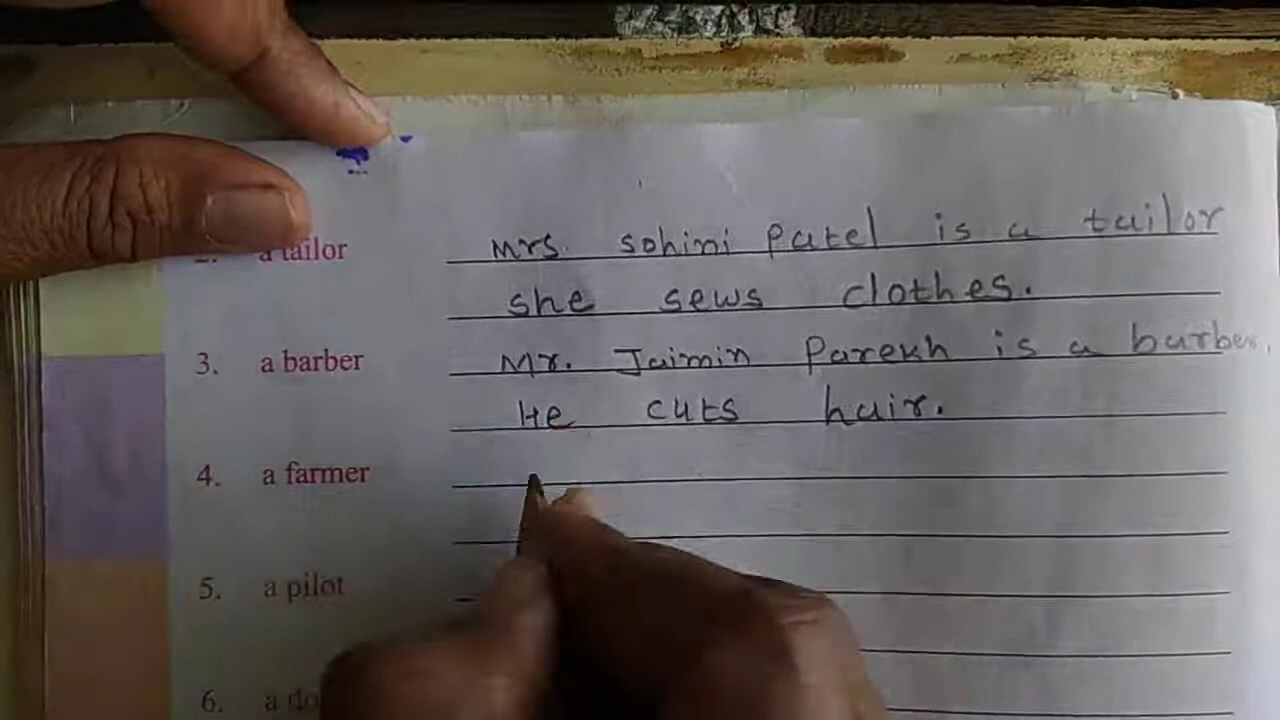 a tailor Mrs. Sohini Patel is a tailor
she sews clothes.
3. a barber Mr. Jaimin Parekh is a barber.
He cuts hair.
4. a farmer
5. a pilot
6. a do